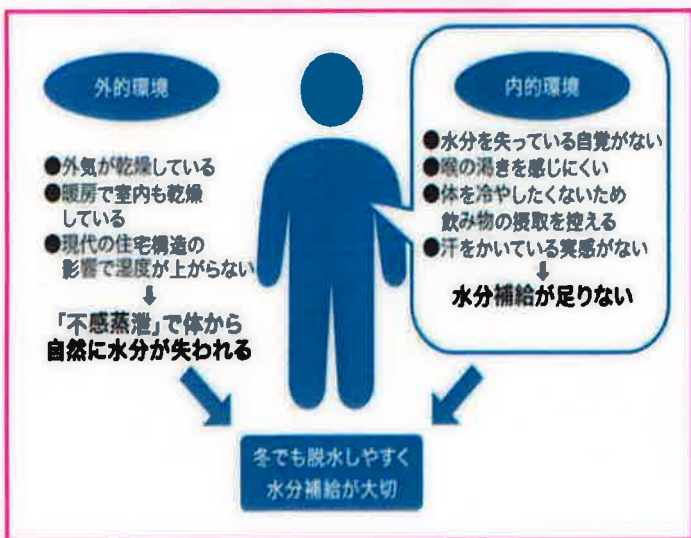 外的環境
●外気が乾燥している
●暖房で室内も乾燥
している
●現代の住宅構造の
影響で湿度が上がらない
⬇
「不感蒸泄」で体から
自然に水分が失われる
内的環境
●水分を失っている自覚がない
●喉の渇きを感じにくい
●体を冷やしたくないため
飲み物の摂取を控える
●汗をかいている実感がない
⬇
水分補給が足りない
冬でも脱水しやすく
水分補給が大切